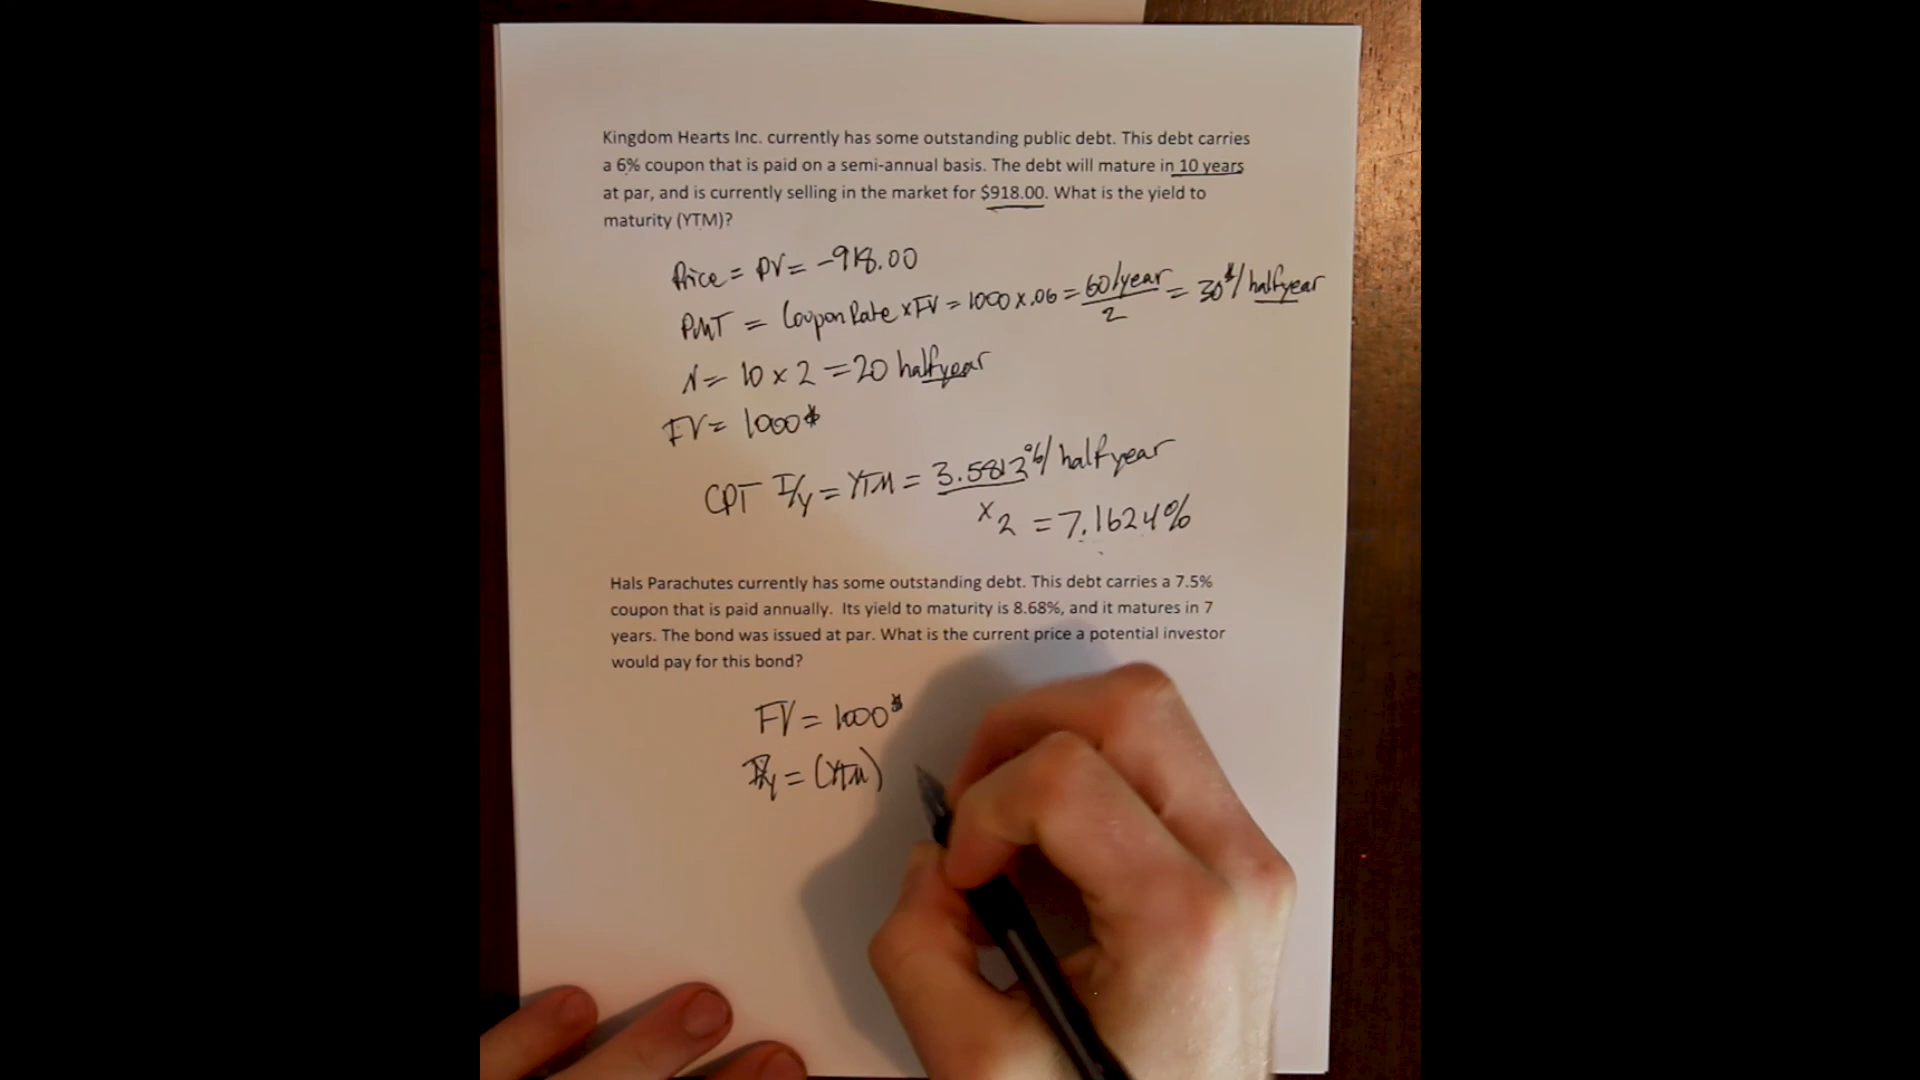 Kingdom Hearts Inc. currently has some outstanding public debt. This debt carries
a 6% coupon that is paid on a semi-annual basis. The debt will mature in 10 years
at par, and is currently selling in the market for $918.00. What is the yield to
maturity (YTM)?
Price = PV = -918.00
PMT = Coupon Rate x FV = 1000 x .06 = 60/year / 2 = 30$/halfyear
N = 10 x 2 = 20 halfyear
FV = 1000$
CPT I/y = YTM = 3.5812%/halfyear
x 2 = 7.1624%
Hals Parachutes currently has some outstanding debt. This debt carries a 7.5%
coupon that is paid annually. Its yield to maturity is 8.68%, and it matures in 7
years. The bond was issued at par. What is the current price a potential investor
would pay for this bond?
FV = 1000$
I/y = (YTM)